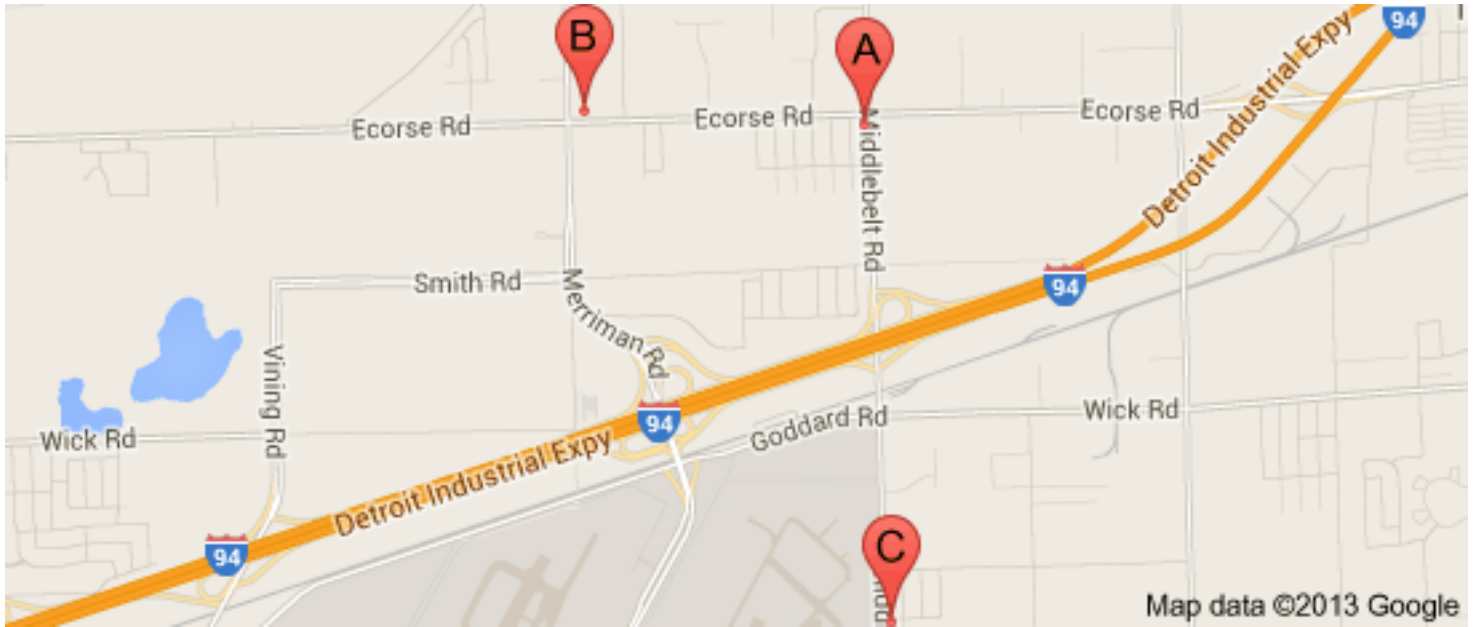 B
A
94
Detroit Industrial Expy
Ecorse Rd
Ecorse Rd
Ecorse Rd
Middlebelt Rd
Smith Rd
94
Merriman Rd
Vining Rd
Wick Rd
94
Goddard Rd
Wick Rd
Detroit Industrial Expy
94
C
Map data ©2013 Google